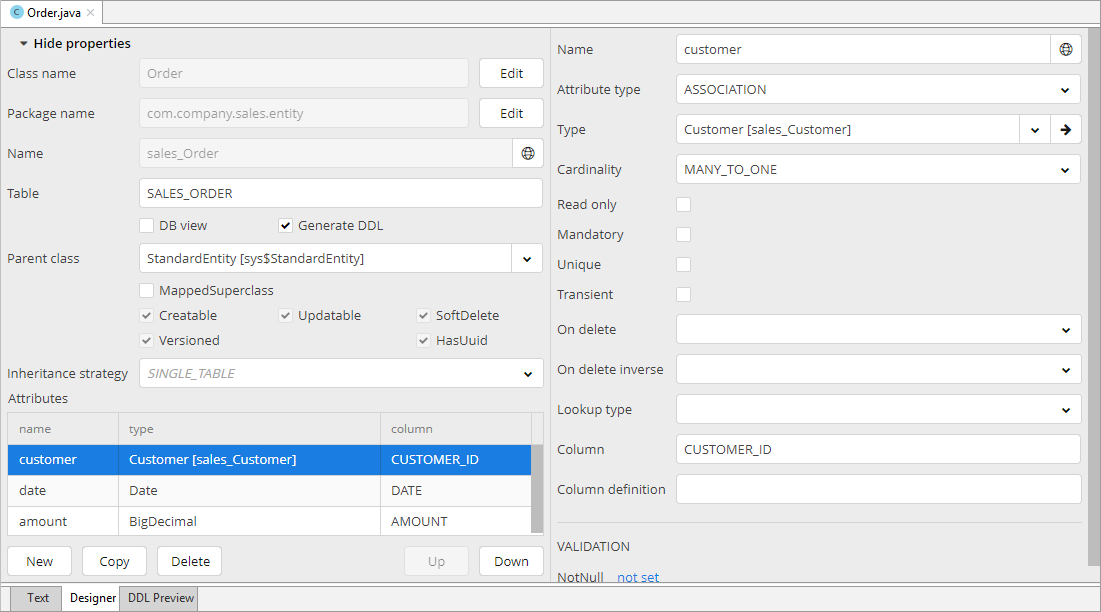 C Order.java
Hide properties
Class name Order Edit
Package name com.company.sales.entity Edit
Name sales_Order
Table SALES_ORDER
DB view Generate DDL
Parent class StandardEntity [sys$StandardEntity]
MappedSuperclass
Creatable Updatable SoftDelete
Versioned HasUuid
Inheritance strategy SINGLE_TABLE
Attributes
name type column
customer Customer [sales_Customer] CUSTOMER_ID
date Date DATE
amount BigDecimal AMOUNT
New Copy Delete Up Down
Name customer
Attribute type ASSOCIATION
Type Customer [sales_Customer]
Cardinality MANY_TO_ONE
Read only
Mandatory
Unique
Transient
On delete
On delete inverse
Lookup type
Column CUSTOMER_ID
Column definition
VALIDATION
NotNull not set
Text Designer DDL Preview